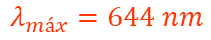 λmáx = 644 nm